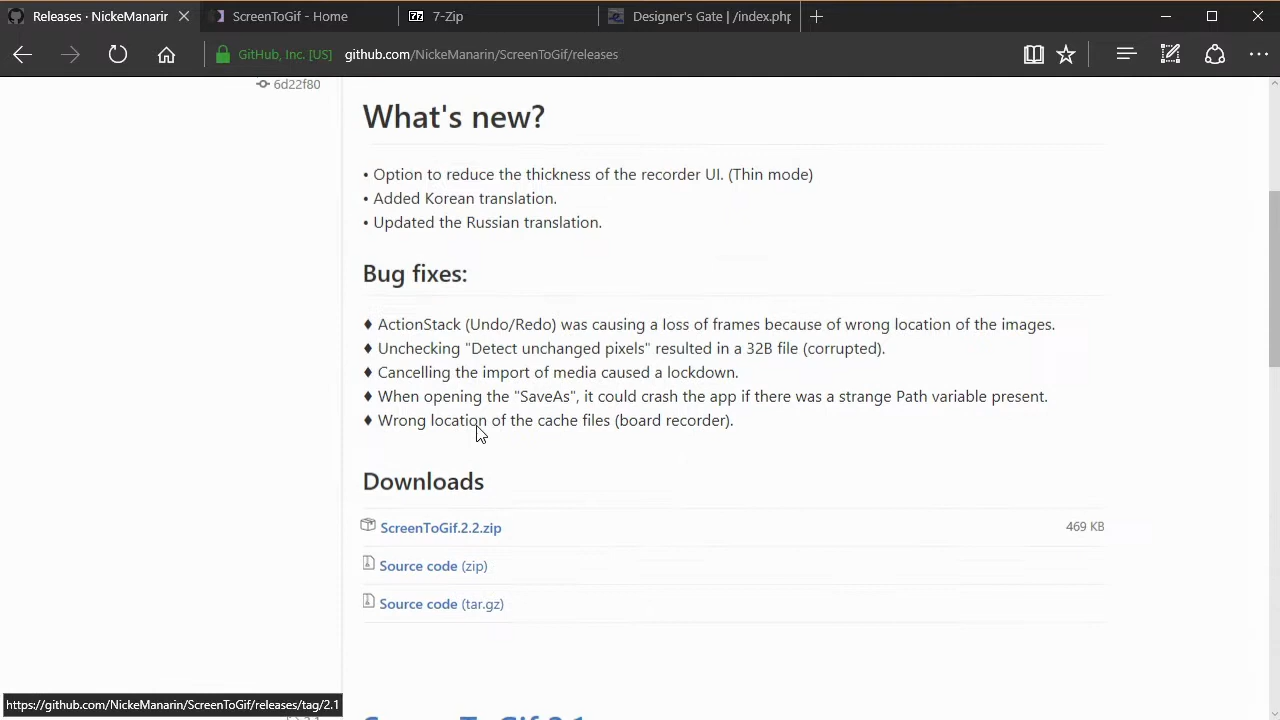 Releases · NickeManarin
ScreenToGif - Home
7-Zip
Designer's Gate | /index.php
GitHub, Inc. [US]
github.com/NickeManarin/ScreenToGif/releases
6d22f80
What's new?
• Option to reduce the thickness of the recorder UI. (Thin mode)
• Added Korean translation.
• Updated the Russian translation.
Bug fixes:
♦ ActionStack (Undo/Redo) was causing a loss of frames because of wrong location of the images.
♦ Unchecking "Detect unchanged pixels" resulted in a 32B file (corrupted).
♦ Cancelling the import of media caused a lockdown.
♦ When opening the "SaveAs", it could crash the app if there was a strange Path variable present.
♦ Wrong location of the cache files (board recorder).
Downloads
ScreenToGif.2.2.zip
469 KB
Source code (zip)
Source code (tar.gz)
https://github.com/NickeManarin/ScreenToGif/releases/tag/2.1
ScreenToGif 2.1